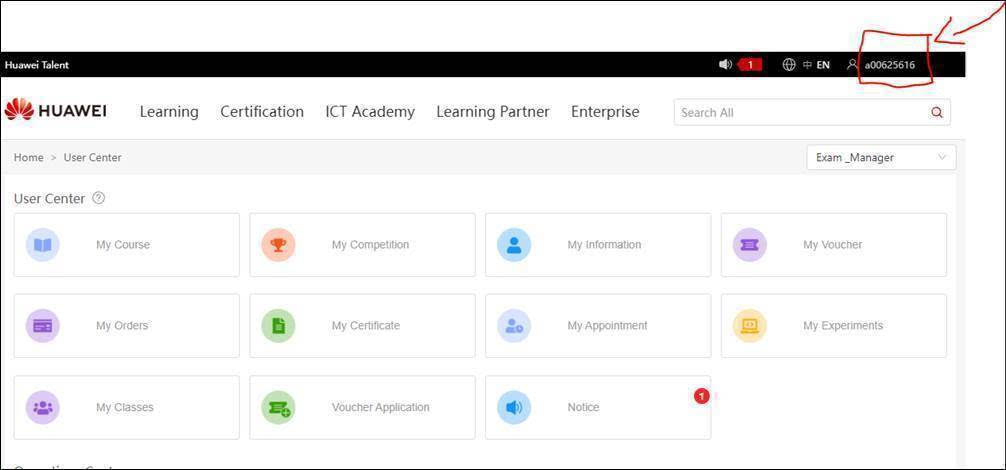 Huawei Talent
1
中 EN
a00625616
HUAWEI
Learning
Certification
ICT Academy
Learning Partner
Enterprise
Search All
Home > User Center
Exam _Manager
User Center ?
My Course
My Competition
My Information
My Voucher
My Orders
My Certificate
My Appointment
My Experiments
My Classes
Voucher Application
Notice
1